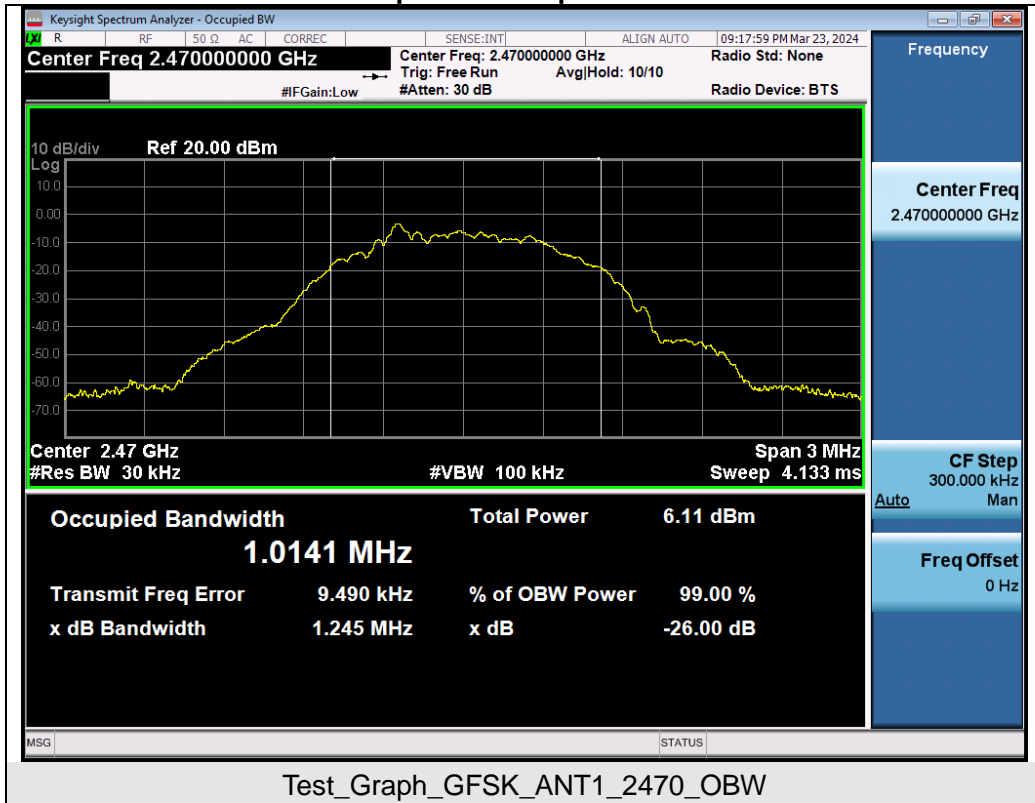 Keysight Spectrum Analyzer - Occupied BW
LXI R RF 50 Ω AC CORREC SENSE:INT ALIGN AUTO 09:17:59 PM Mar 23, 2024
Center Freq 2.470000000 GHz
Center Freq: 2.470000000 GHz
Radio Std: None
Trig: Free Run Avg|Hold: 10/10
#IFGain:Low
#Atten: 30 dB
Radio Device: BTS
10 dB/div Ref 20.00 dBm
Log
10.0
0.00
-10.0
-20.0
-30.0
-40.0
-50.0
-60.0
-70.0
Center 2.47 GHz Span 3 MHz
#Res BW 30 kHz #VBW 100 kHz Sweep 4.133 ms
Occupied Bandwidth Total Power 6.11 dBm
1.0141 MHz
Transmit Freq Error 9.490 kHz % of OBW Power 99.00 %
x dB Bandwidth 1.245 MHz x dB -26.00 dB
Frequency
Center Freq
2.470000000 GHz
CF Step
300.000 kHz
Auto Man
Freq Offset
0 Hz
MSG STATUS
Test_Graph_GFSK_ANT1_2470_OBW